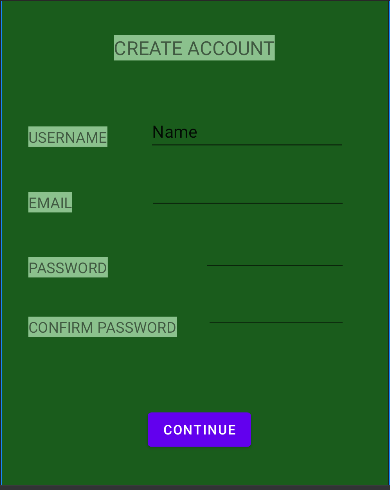 CREATE ACCOUNT
USERNAME Name
EMAIL
PASSWORD
CONFIRM PASSWORD
CONTINUE